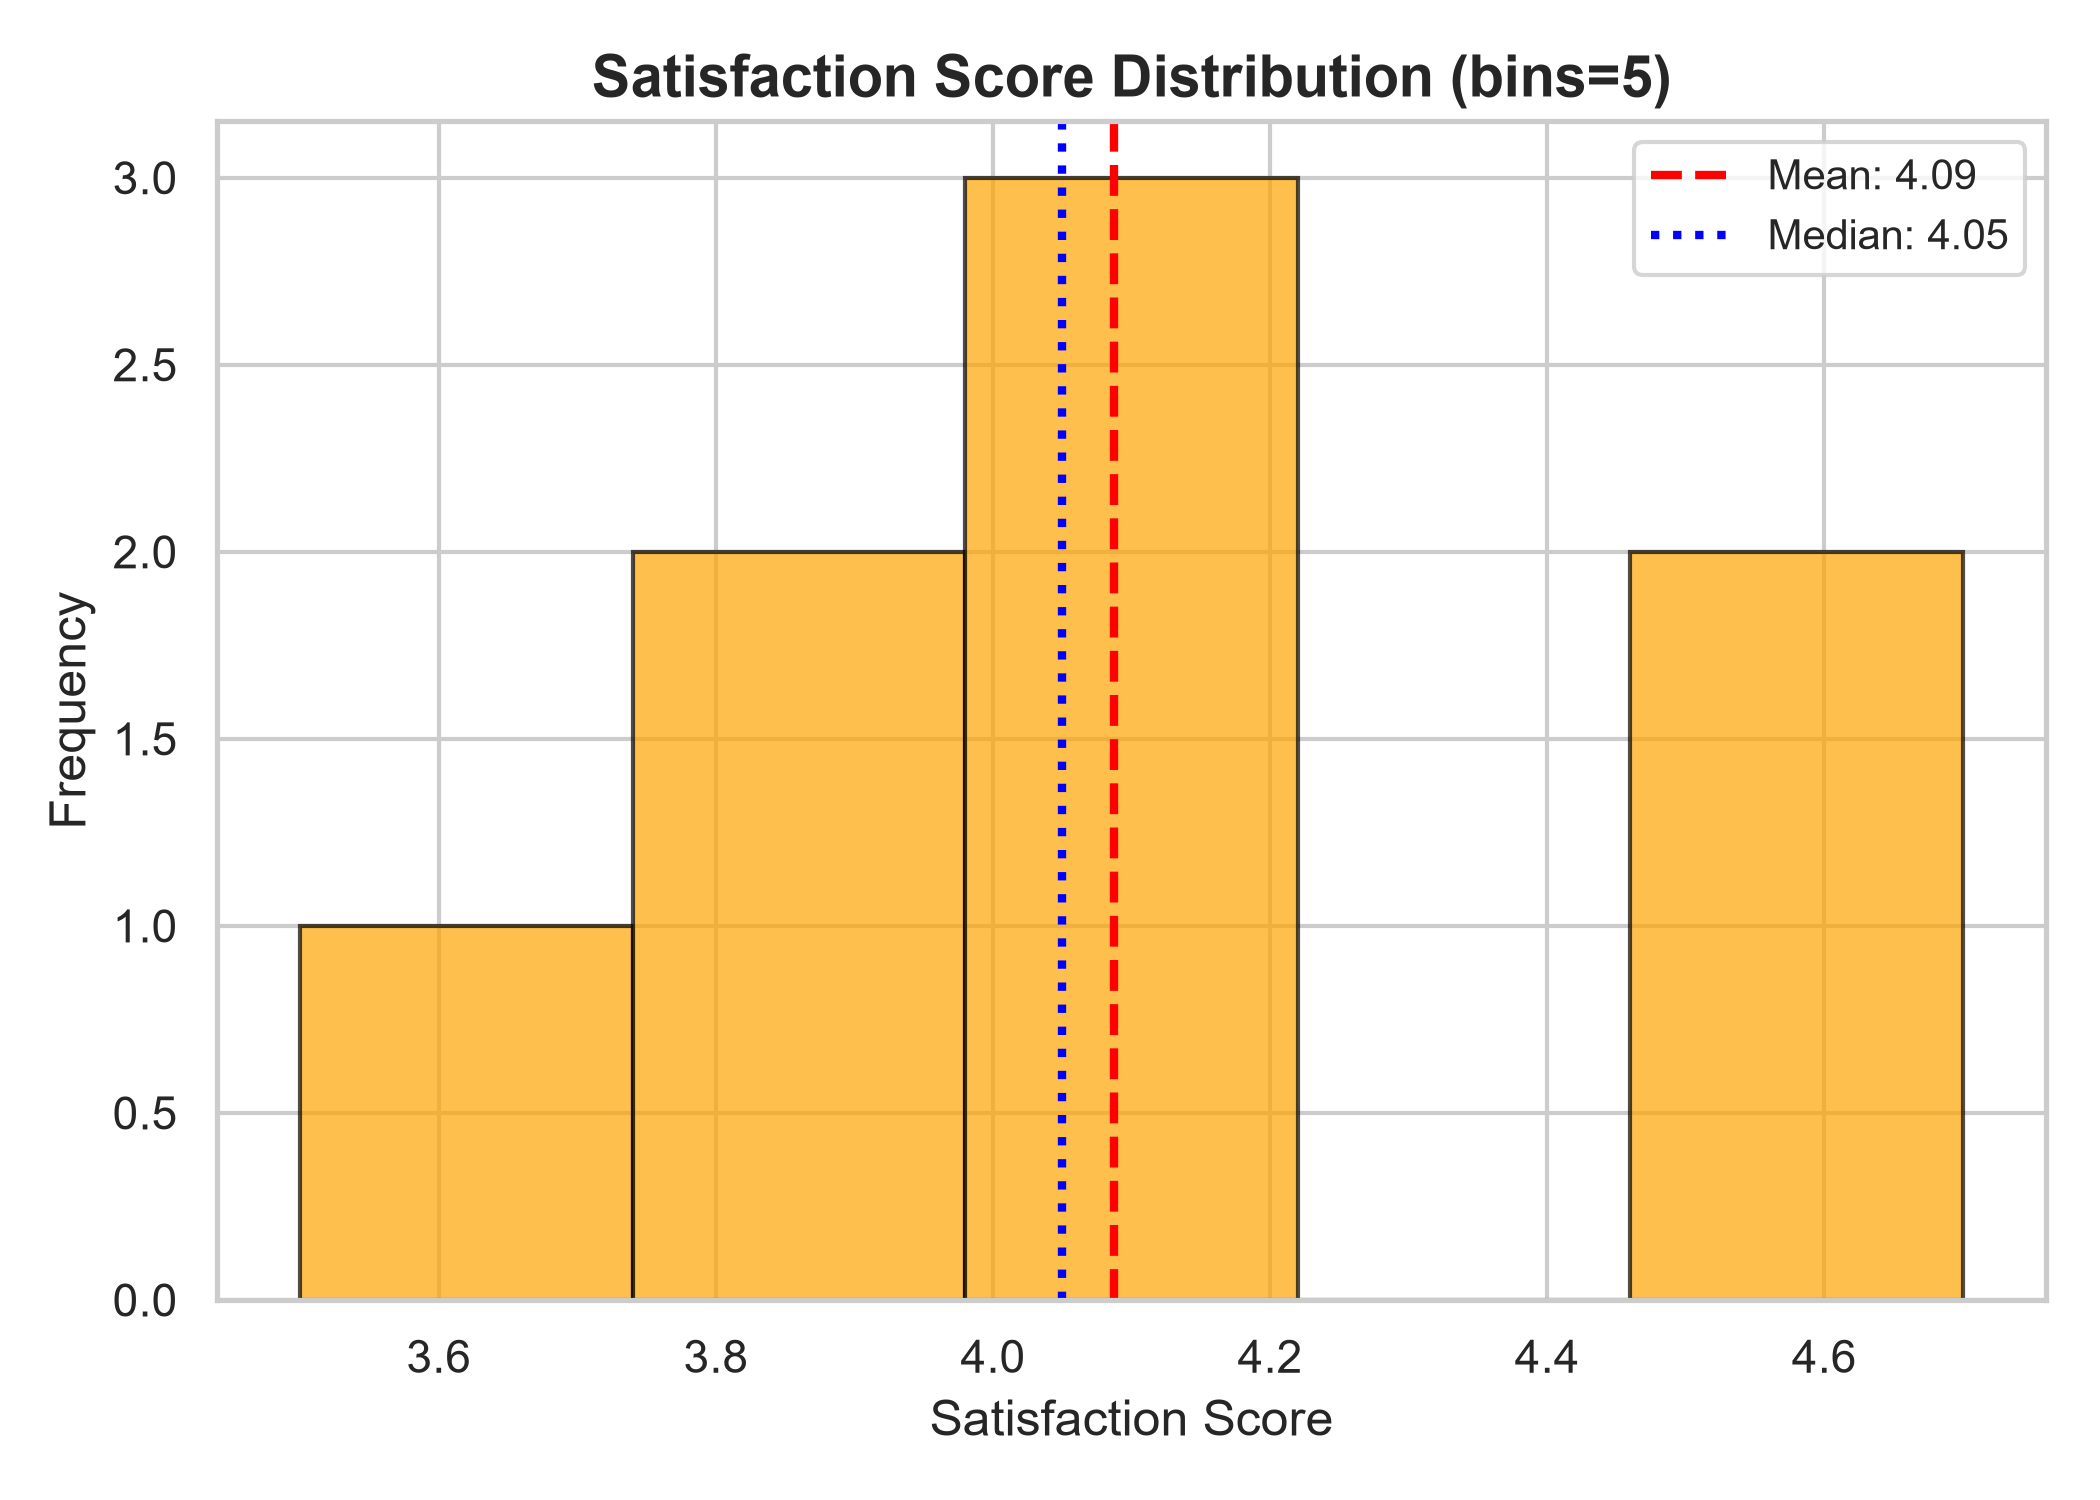 Satisfaction Score Distribution (bins=5)
Mean: 4.09
Median: 4.05
Frequency
3.0
2.5
2.0
1.5
1.0
0.5
0.0
3.6 3.8 4.0 4.2 4.4 4.6
Satisfaction Score